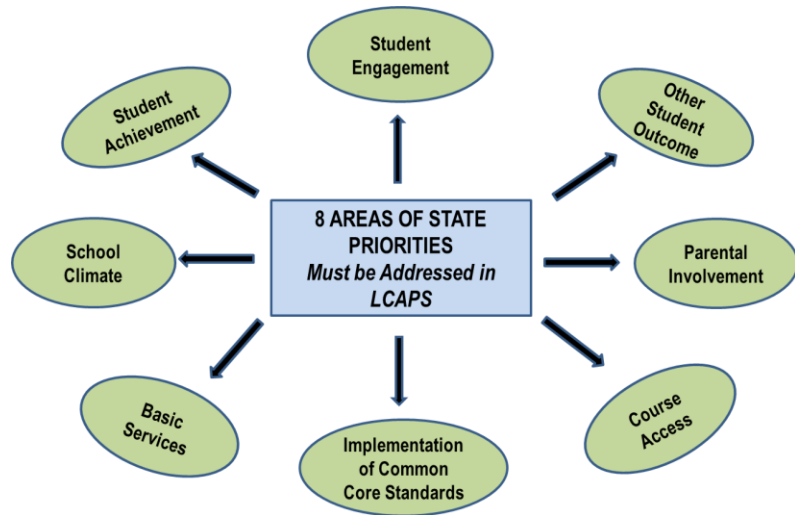 Student
Engagement
Student
Achievement
Other
Student
Outcome
8 AREAS OF STATE
PRIORITIES
Must be Addressed in
LCAPS
School
Climate
Parental
Involvement
Basic
Services
Implementation
of Common
Core Standards
Course
Access